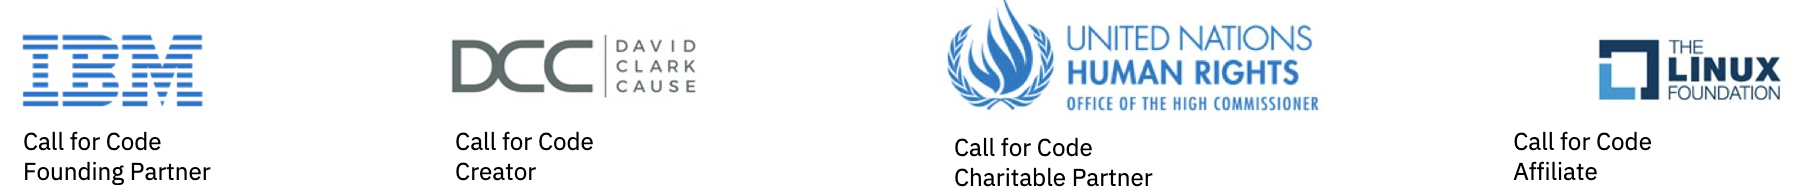 IBM
Call for Code
Founding Partner
DCC
DAVID
CLARK
CAUSE
Call for Code
Creator
UNITED NATIONS
HUMAN RIGHTS
OFFICE OF THE HIGH COMMISSIONER
Call for Code
Charitable Partner
THE
LINUX
FOUNDATION
Call for Code
Affiliate